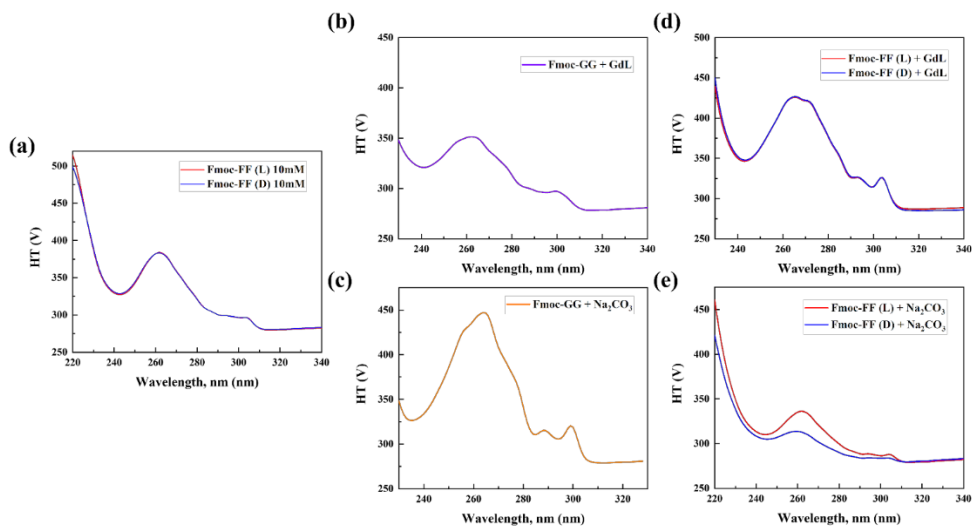 (a)
HT (V)
500
450
400
350
300
250
Fmoc-FF (L) 10mM
Fmoc-FF (D) 10mM
220 240 260 280 300 320 340
Wavelength, nm (nm)
(b)
HT (V)
450
400
350
300
250
Fmoc-GG + GdL
240 260 280 300 320 340
Wavelength, nm (nm)
(c)
HT (V)
450
400
350
300
250
Fmoc-GG + Na₂CO₃
240 260 280 300 320
Wavelength, nm (nm)
(d)
HT (V)
500
450
400
350
300
250
Fmoc-FF (L) + GdL
Fmoc-FF (D) + GdL
240 260 280 300 320 340
Wavelength, nm (nm)
(e)
HT (V)
450
400
350
300
250
Fmoc-FF (L) + Na₂CO₃
Fmoc-FF (D) + Na₂CO₃
220 240 260 280 300 320 340
Wavelength, nm (nm)